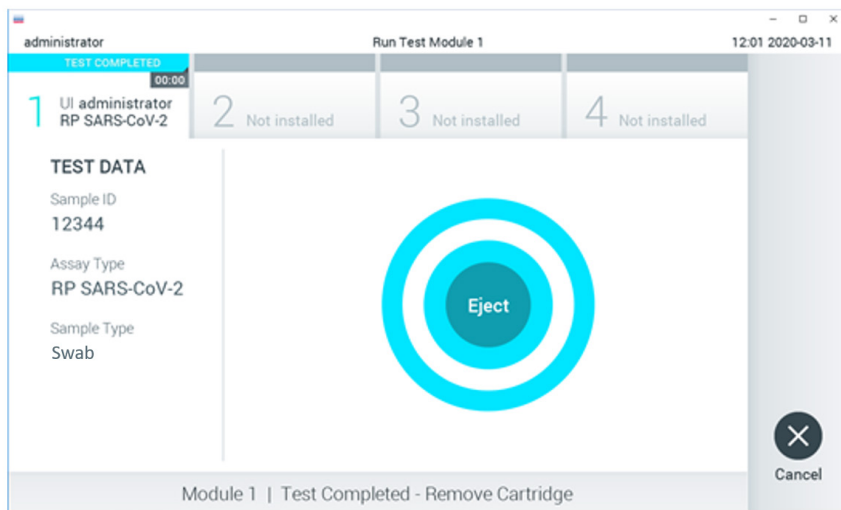 administrator Run Test Module 1 12:01 2020-03-11
TEST COMPLETED
00:00
1 UI administrator
RP SARS-CoV-2
2 Not installed
3 Not installed
4 Not installed
TEST DATA
Sample ID
12344
Assay Type
RP SARS-CoV-2
Sample Type
Swab
Eject
Cancel
Module 1 | Test Completed - Remove Cartridge